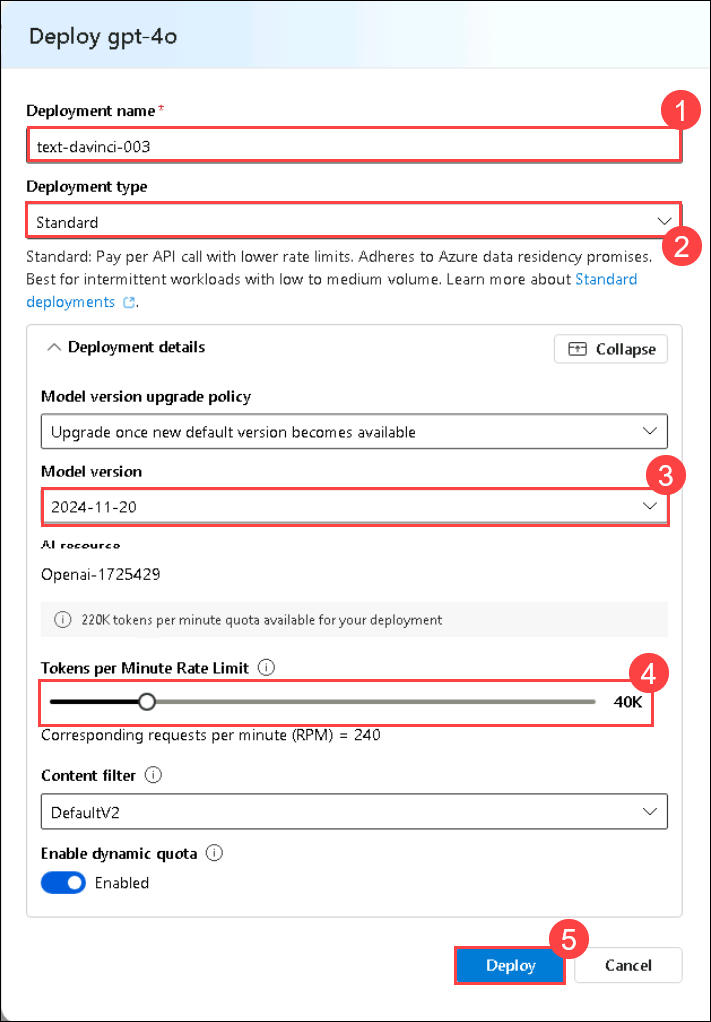 Deploy gpt-4o
Deployment name *
1
text-davinci-003
Deployment type
Standard
2
Standard: Pay per API call with lower rate limits. Adheres to Azure data residency promises.
Best for intermittent workloads with low to medium volume. Learn more about Standard
deployments.
Deployment details
Collapse
Model version upgrade policy
Upgrade once new default version becomes available
Model version
3
2024-11-20
AI resource
Openai-1725429
220K tokens per minute quota available for your deployment
Tokens per Minute Rate Limit
4
40K
Corresponding requests per minute (RPM) = 240
Content filter
DefaultV2
Enable dynamic quota
Enabled
5
Deploy
Cancel